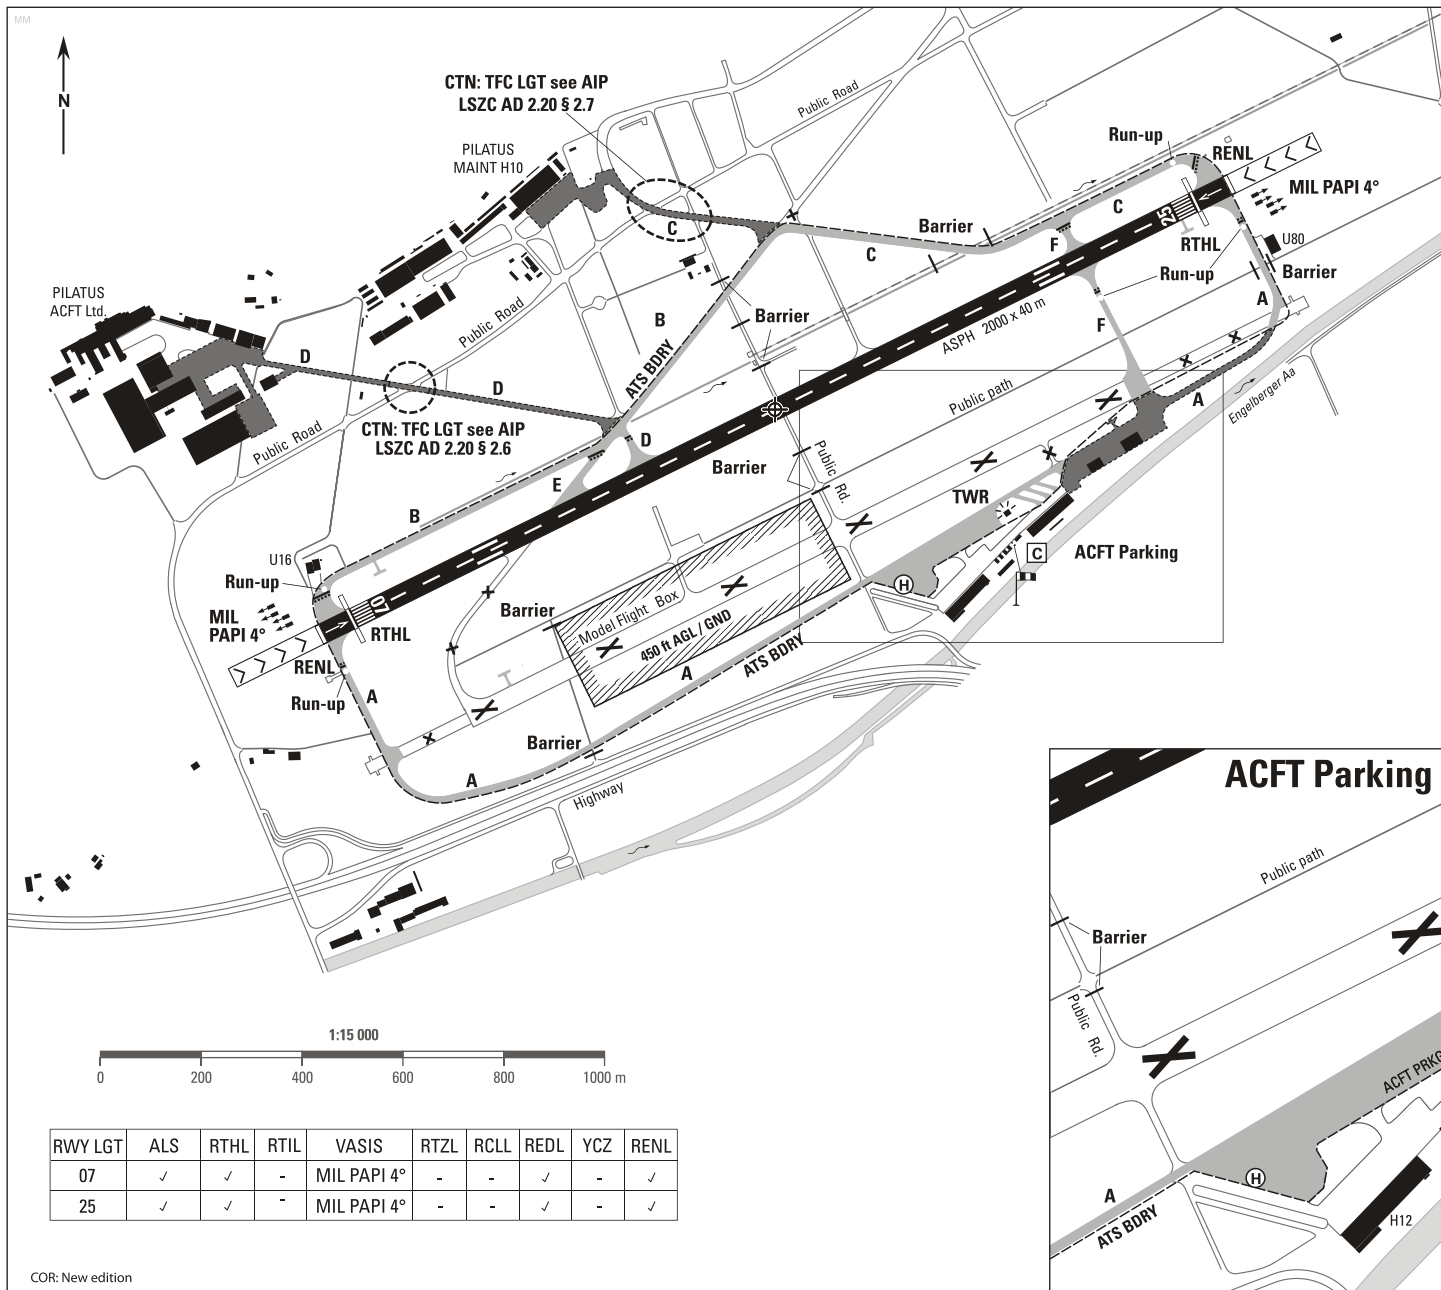 MM
N
CTN: TFC LGT see AIP
LSZC AD 2.20 § 2.7
PILATUS
MAINT H10
Public Road
Run-up
RENL
MIL PAPI 4°
C
25
RTHL
U80
Barrier
F
C
C
Barrier
Run-up
A
PILATUS
ACFT Ltd.
Public Road
B
Barrier
ASPH 2000 x 40 m
F
D
D
ATS BDRY
Public path
A
Engelberger Aa
CTN: TFC LGT see AIP
LSZC AD 2.20 § 2.6
Public Road
D
Barrier
Public Rd.
E
TWR
B
C
ACFT Parking
U16
Run-up
H
07
MIL
PAPI 4°
RTHL
Barrier
Model Flight Box
450 ft AGL / GND
RENL
Run-up
A
A
ATS BDRY
Barrier
A
Highway
ACFT Parking
Public path
Barrier
Public Rd.
ACFT PRKG
H
A
ATS BDRY
H12
1:15 000
0 200 400 600 800 1000 m
RWY LGT ALS RTHL RTIL VASIS RTZL RCLL REDL YCZ RENL
07 ✓ ✓ - MIL PAPI 4° - - ✓ - ✓
25 ✓ ✓ - MIL PAPI 4° - - ✓ - ✓
COR: New edition